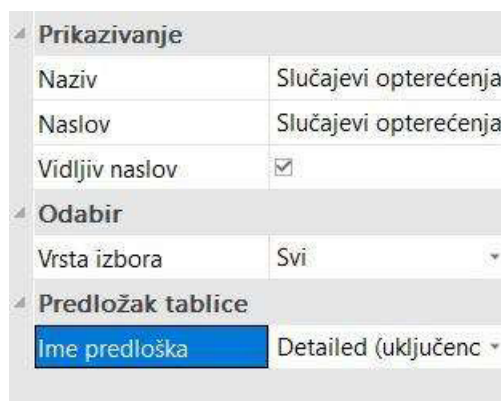 Prikazivanje
Naziv Slučajevi opterećenja
Naslov Slučajevi opterećenja
Vidljiv naslov
Odabir
Vrsta izbora Svi
Predložak tablice
Ime predloška Detailed (uključenc